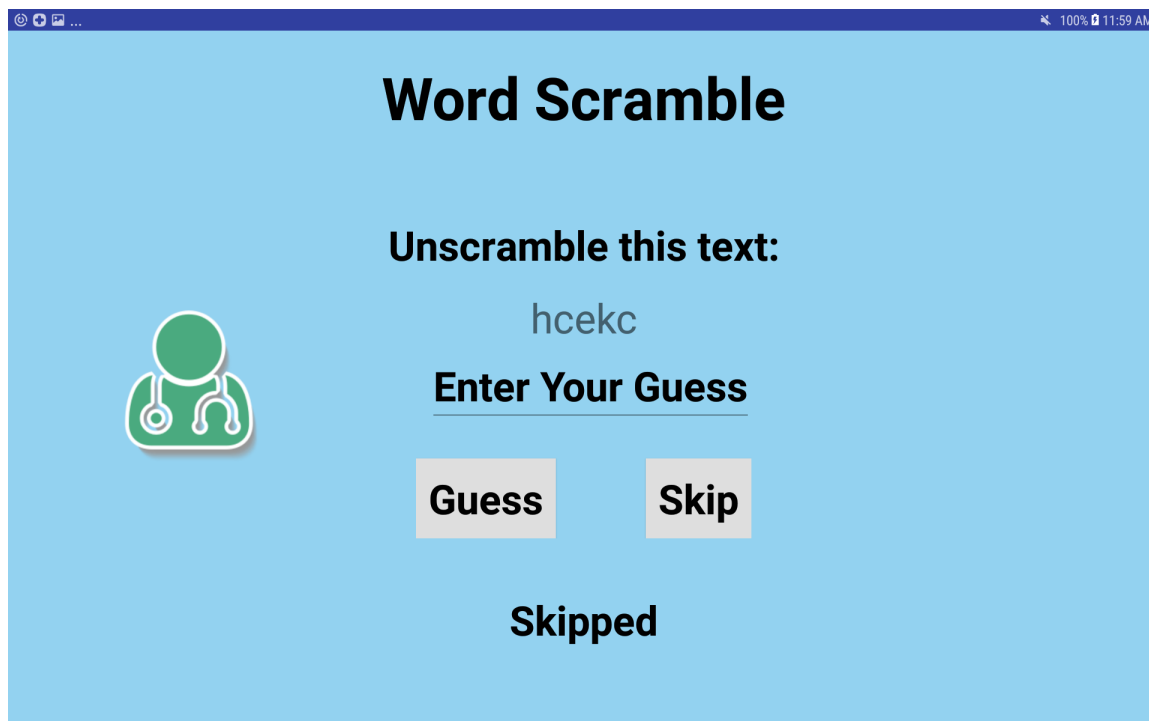 ... 100% 11:59 AM
Word Scramble
Unscramble this text:
hcekc
Enter Your Guess
Guess Skip
Skipped